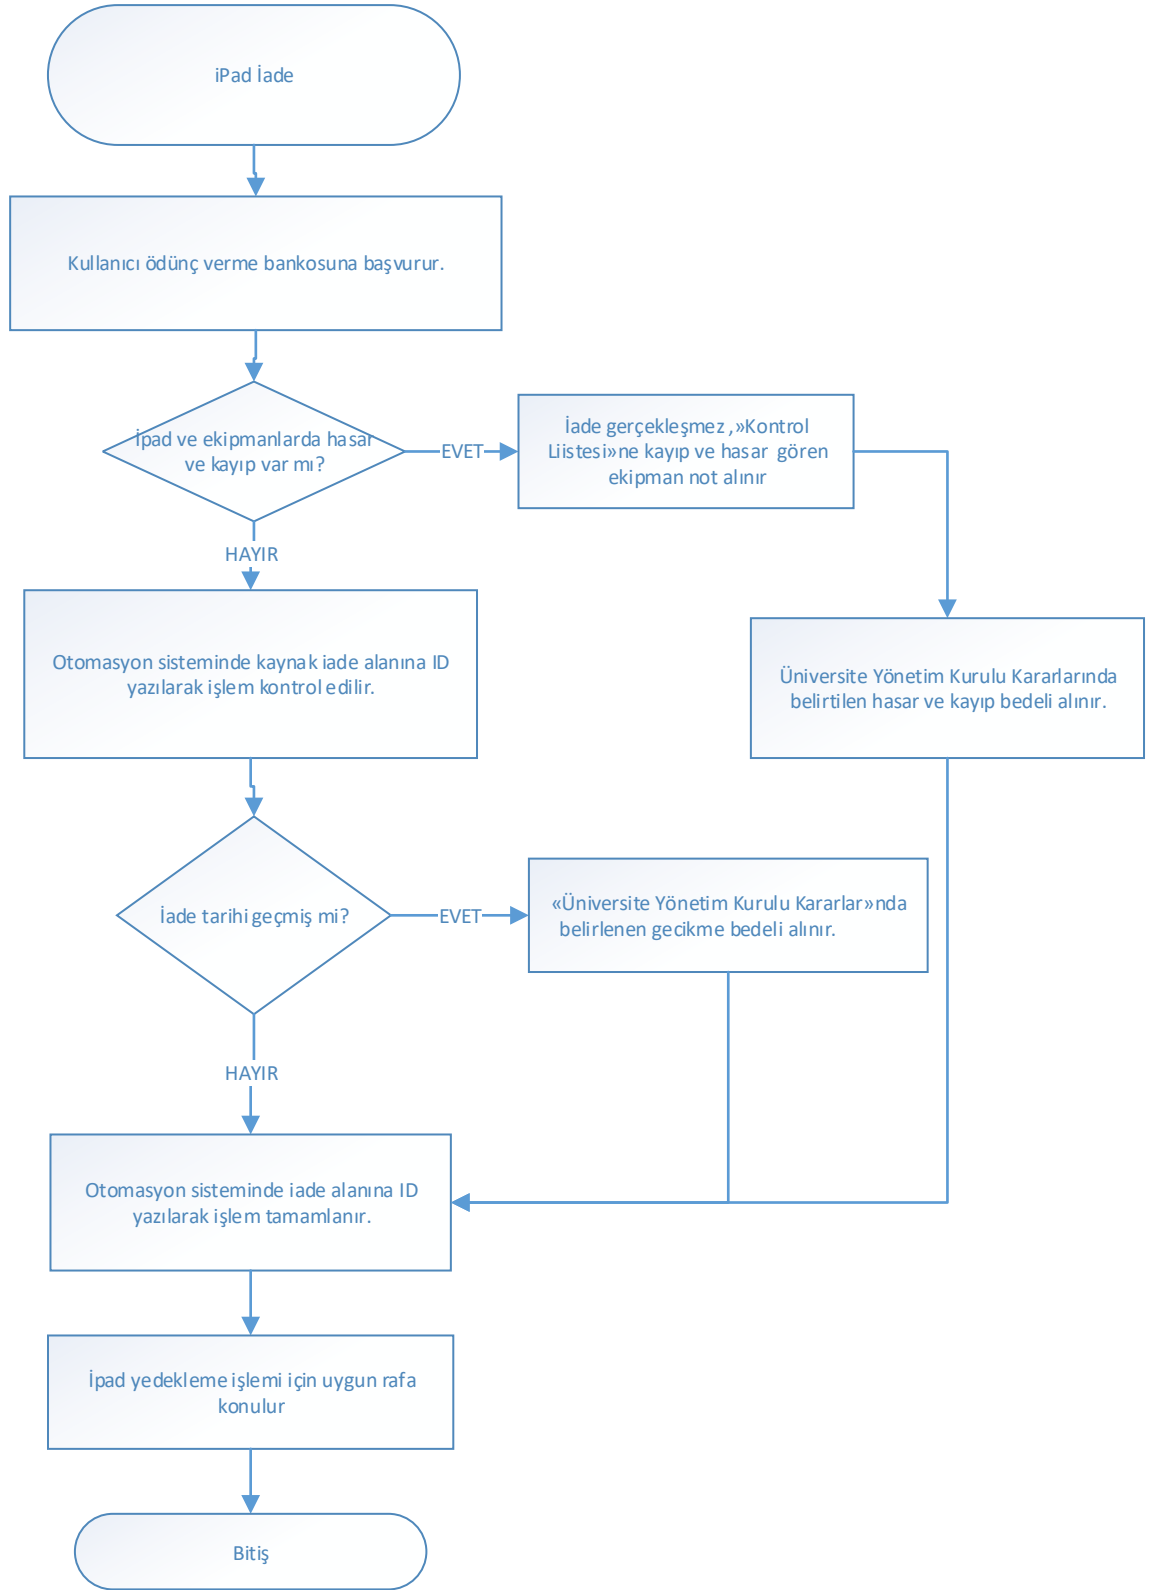 iPad İade
Kullanıcı ödünç verme bankosuna başvurur.
İpad ve ekipmanlarda hasar
ve kayıp var mı?
EVET
İade gerçekleşmez ,»Kontrol
Liistesi»ne kayıp ve hasar gören
ekipman not alınır
HAYIR
Otomasyon sisteminde kaynak iade alanına ID
yazılarak işlem kontrol edilir.
Üniversite Yönetim Kurulu Kararlarında
belirtilen hasar ve kayıp bedeli alınır.
İade tarihi geçmiş mi?
EVET
«Üniversite Yönetim Kurulu Kararlar»nda
belirlenen gecikme bedeli alınır.
HAYIR
Otomasyon sisteminde iade alanına ID
yazılarak işlem tamamlanır.
İpad yedekleme işlemi için uygun rafa
konulur
Bitiş